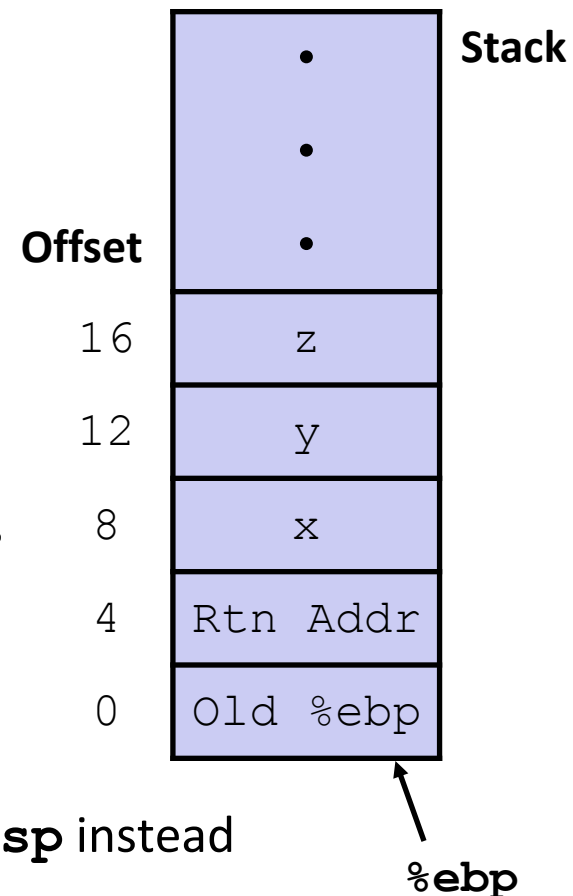 Stack
Offset
16 z
12 y
8 x
4 Rtn Addr
0 Old %ebp
sp instead
%ebp